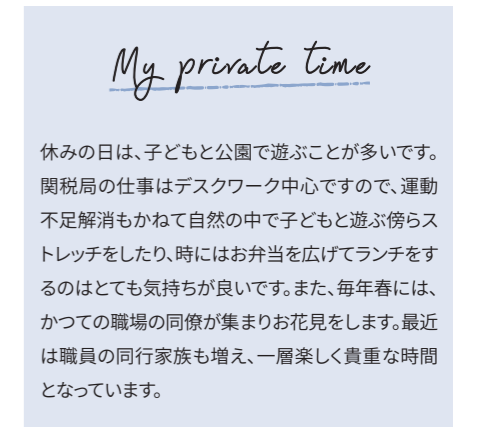 My private time
休みの日は、子どもと公園で遊ぶことが多いです。
関税局の仕事はデスクワーク中心ですので、運動
不足解消もかねて自然の中で子どもと遊ぶ傍らス
トレッチをしたり、時にはお弁当を広げてランチをす
るのはとても気持ちが良いです。また、毎年春には、
かつての職場の同僚が集まりお花見をします。最近
は職員の同行家族も増え、一層楽しく貴重な時間
となっています。